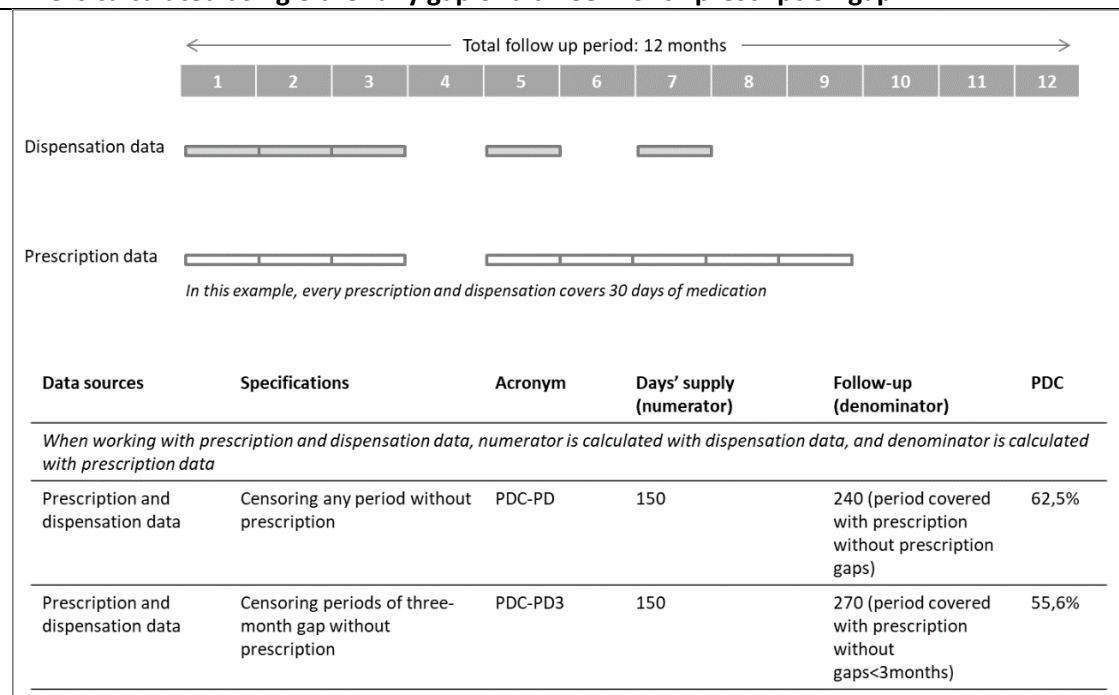 Total follow up period: 12 months
1 2 3 4 5 6 7 8 9 10 11 12
Dispensation data
Prescription data
In this example, every prescription and dispensation covers 30 days of medication
Data sources Specifications Acronym Days' supply (numerator) Follow-up (denominator) PDC
When working with prescription and dispensation data, numerator is calculated with dispensation data, and denominator is calculated
with prescription data
Prescription and dispensation data Censoring any period without prescription PDC-PD 150 240 (period covered with prescription without prescription gaps) 62,5%
Prescription and dispensation data Censoring periods of three-month gap without prescription PDC-PD3 150 270 (period covered with prescription without gaps<3months) 55,6%